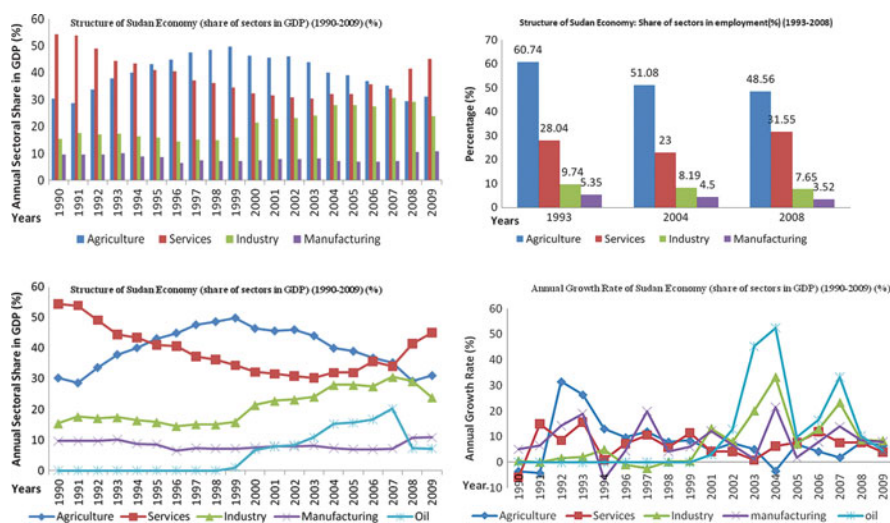 Structure of Sudan Economy (share of sectors in GDP) (1990-2009) (%)
Annual Sectoral Share in GDP (%)
60
50
40
30
20
10
0
Years
1990 1991 1992 1993 1994 1995 1996 1997 1998 1999 2000 2001 2002 2003 2004 2005 2006 2007 2008 2009
Agriculture Services Industry Manufacturing
Structure of Sudan Economy: Share of sectors in employment(%) (1993-2008)
Percentage (%)
70
60
50
40
30
20
10
0
60.74 28.04 9.74 5.35
51.08 23 8.19 4.5
48.56 31.55 7.65 3.52
Years
1993 2004 2008
Agriculture Services Industry Manufacturing
Structure of Sudan Economy (share of sectors in GDP) (1990-2009) (%)
Annual Sectoral Share in GDP (%)
60
50
40
30
20
10
0
Years
1990 1991 1992 1993 1994 1995 1996 1997 1998 1999 2000 2001 2002 2003 2004 2005 2006 2007 2008 2009
Agriculture Services Industry manufacturing Oil
Annual Growth Rate of Sudan Economy (share of sectors in GDP) (1990-2009) (%)
Annual Growth Rate (%)
60
50
40
30
20
10
0
10
Year.
1992 1993 1994 1995 1996 1997 1998 1999 2001 2002 2003 2004 2005 2006 2007 2008 2009
Agriculture Services Industry manufacturing oil